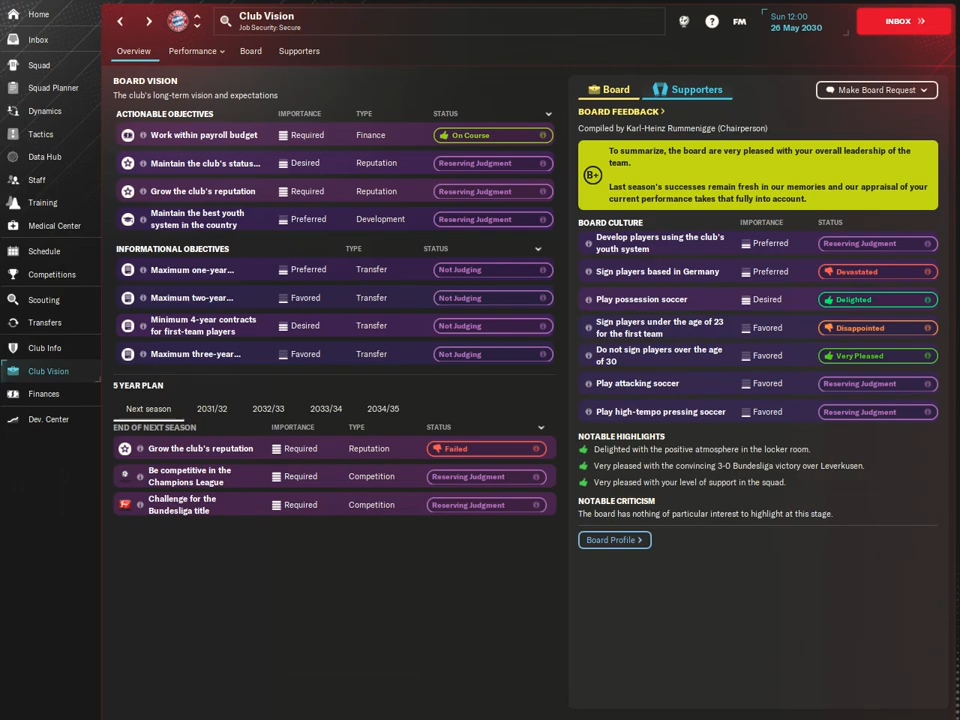 Home
Inbox
Squad
Squad Planner
Dynamics
Tactics
Data Hub
Staff
Training
Medical Center
Schedule
Competitions
Scouting
Transfers
Club Info
Club Vision
Finances
Dev. Center
Club Vision
Job Security: Secure
?
FM
Sun 12:00
26 May 2030
INBOX
Overview
Performance
Board
Supporters
BOARD VISION
The club's long-term vision and expectations
ACTIONABLE OBJECTIVES IMPORTANCE TYPE STATUS
Work within payroll budget Required Finance On Course
Maintain the club's status... Desired Reputation Reserving Judgment
Grow the club's reputation Required Reputation Reserving Judgment
Maintain the best youth
system in the country Preferred Development Reserving Judgment
INFORMATIONAL OBJECTIVES TYPE STATUS
Maximum one-year... Preferred Transfer Not Judging
Maximum two-year... Favored Transfer Not Judging
Minimum 4-year contracts
for first-team players Desired Transfer Not Judging
Maximum three-year... Favored Transfer Not Judging
5 YEAR PLAN
Next season 2031/32 2032/33 2033/34 2034/35
END OF NEXT SEASON IMPORTANCE TYPE STATUS
Grow the club's reputation Required Reputation Failed
Be competitive in the
Champions League Required Competition Reserving Judgment
Challenge for the
Bundesliga title Required Competition Reserving Judgment
Board
Supporters
Make Board Request
BOARD FEEDBACK
Compiled by Karl-Heinz Rummenigge (Chairperson)
B+
To summarize, the board are very pleased with your overall leadership of the
team.
Last season's successes remain fresh in our memories and our appraisal of your
current performance takes that fully into account.
BOARD CULTURE IMPORTANCE STATUS
Develop players using the club's
youth system Preferred Reserving Judgment
Sign players based in Germany Preferred Devastated
Play possession soccer Desired Delighted
Sign players under the age of 23
for the first team Favored Disappointed
Do not sign players over the age
of 30 Favored Very Pleased
Play attacking soccer Favored Reserving Judgment
Play high-tempo pressing soccer Favored Reserving Judgment
NOTABLE HIGHLIGHTS
Delighted with the positive atmosphere in the locker room.
Very pleased with the convincing 3-0 Bundesliga victory over Leverkusen.
Very pleased with your level of support in the squad.
NOTABLE CRITICISM
The board has nothing of particular interest to highlight at this stage.
Board Profile